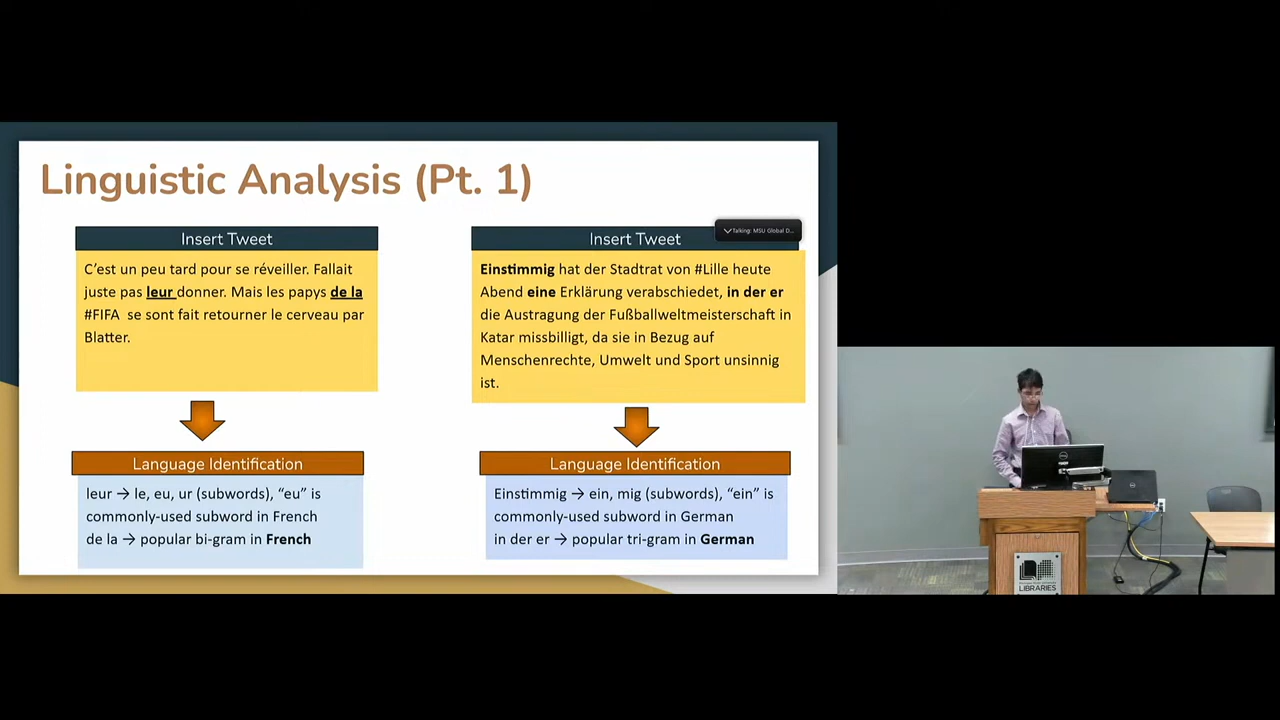 Linguistic Analysis (Pt. 1)
Insert Tweet
C'est un peu tard pour se réveiller. Fallait
juste pas leur donner. Mais les papys de la
#FIFA se sont fait retourner le cerveau par
Blatter.
Language Identification
leur → le, eu, ur (subwords), “eu” is
commonly-used subword in French
de la → popular bi-gram in French
Insert Tweet
Talking: MSU Global D...
Einstimmig hat der Stadtrat von #Lille heute
Abend eine Erklärung verabschiedet, in der er
die Austragung der Fußballweltmeisterschaft in
Katar missbilligt, da sie in Bezug auf
Menschenrechte, Umwelt und Sport unsinnig
ist.
Language Identification
Einstimmig → ein, mig (subwords), “ein” is
commonly-used subword in German
in der er → popular tri-gram in German
LIBRARIES